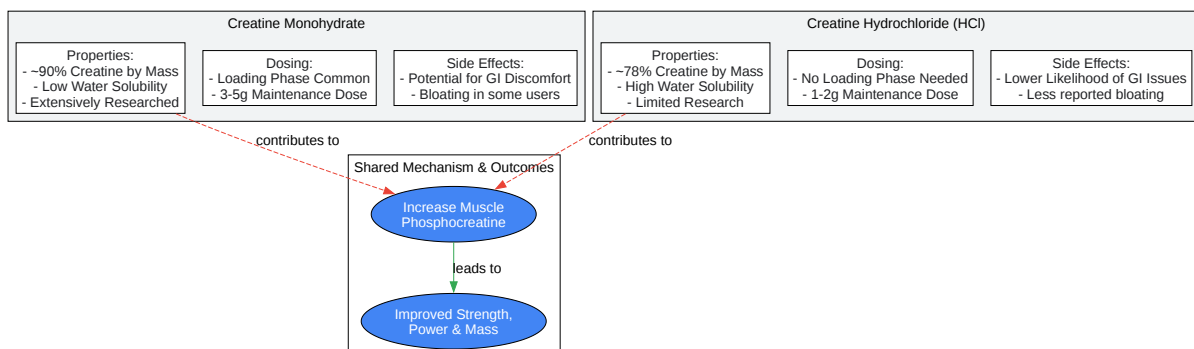 Creatine Monohydrate
Properties:
- ~90% Creatine by Mass
- Low Water Solubility
- Extensively Researched
Dosing:
- Loading Phase Common
- 3-5g Maintenance Dose
Side Effects:
- Potential for GI Discomfort
- Bloating in some users
Creatine Hydrochloride (HCl)
Properties:
- ~78% Creatine by Mass
- High Water Solubility
- Limited Research
Dosing:
- No Loading Phase Needed
- 1-2g Maintenance Dose
Side Effects:
- Lower Likelihood of GI Issues
- Less reported bloating
contributes to
contributes to
Shared Mechanism & Outcomes
Increase Muscle
Phosphocreatine
leads to
Improved Strength,
Power & Mass